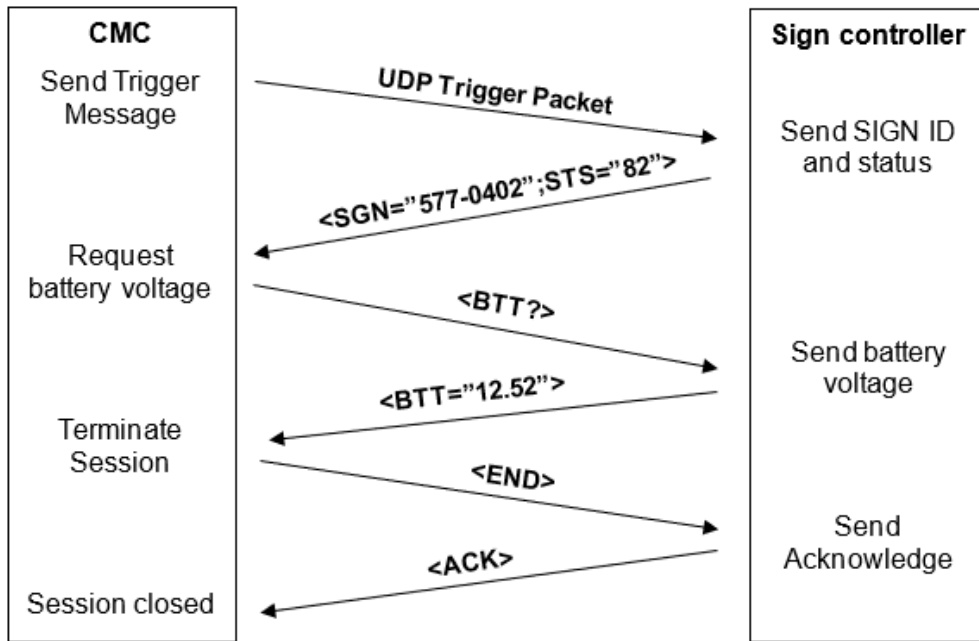 CMC
Sign controller
Send Trigger
Message
UDP Trigger Packet
Send SIGN ID
and status
<SGN=”577-0402”;STS=”82”>
Request
battery voltage
<BTT?>
Send battery
voltage
<BTT=”12.52”>
Terminate
Session
<END>
Send
Acknowledge
<ACK>
Session closed